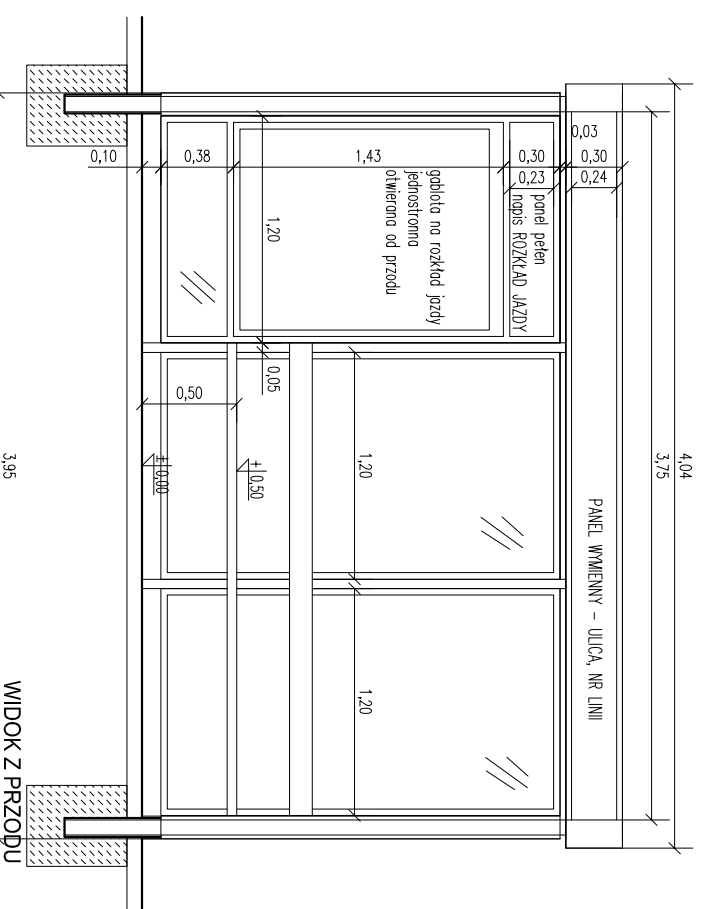 4,04
3,75
PANEL WYMIENNY – ULICA, NR LINII
0,03
0,30
0,24
0,30
0,23
panel pełen
napis ROZKŁAD JAZDY
1,43
gablota na rozkład jazdy
jednostronna
otwierana od przodu
0,38
0,10
1,20
0,05
1,20
1,20
0,50
+ 0,50
± 0,00
3,95
WIDOK Z PRZODU